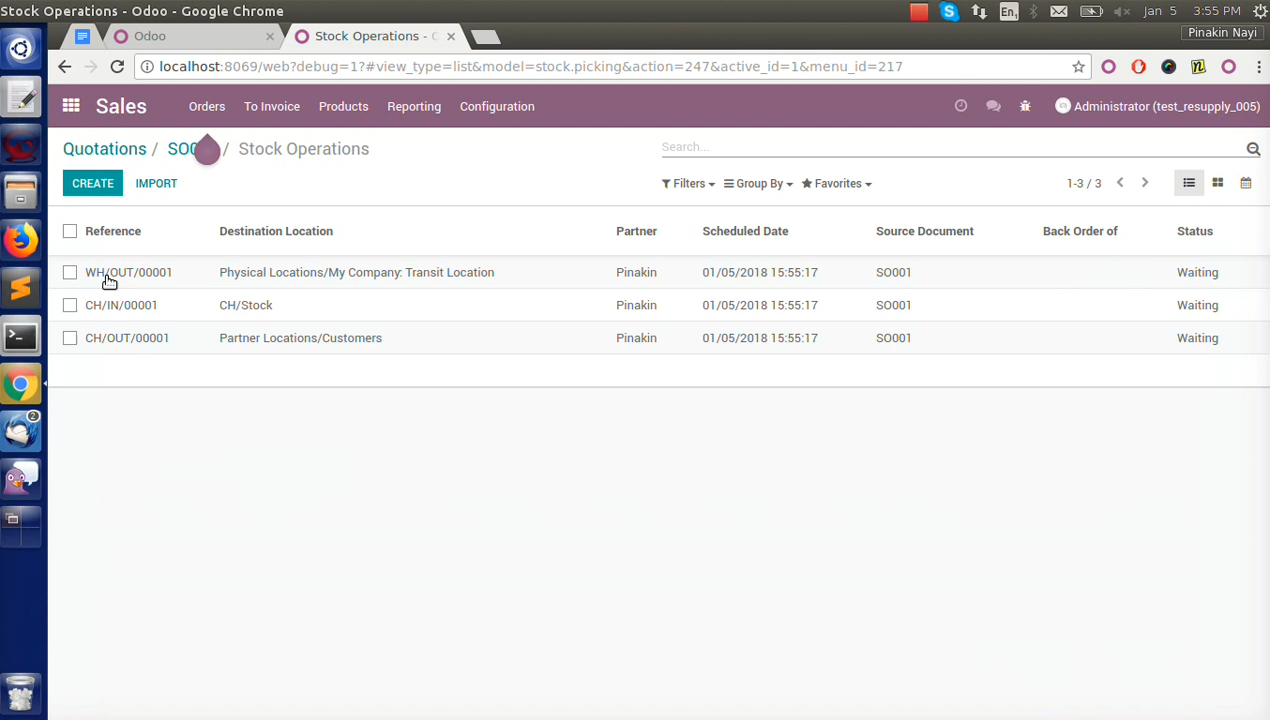 Stock Operations - Odoo - Google Chrome
En1
Jan 5 3:55 PM
Pinakin Nayi
Odoo
Stock Operations -
localhost:8069/web?debug=1?#view_type=list&model=stock.picking&action=247&active_id=1&menu_id=217
Sales Orders To Invoice Products Reporting Configuration
Administrator (test_resupply_005)
Quotations / / Stock Operations
Search...
CREATE IMPORT
Filters Group By Favorites
1-3 / 3
Reference Destination Location Partner Scheduled Date Source Document Back Order of Status
WH/OUT/00001 Physical Locations/My Company: Transit Location Pinakin 01/05/2018 15:55:17 SO001 Waiting
CH/IN/00001 CH/Stock Pinakin 01/05/2018 15:55:17 SO001 Waiting
CH/OUT/00001 Partner Locations/Customers Pinakin 01/05/2018 15:55:17 SO001 Waiting
2